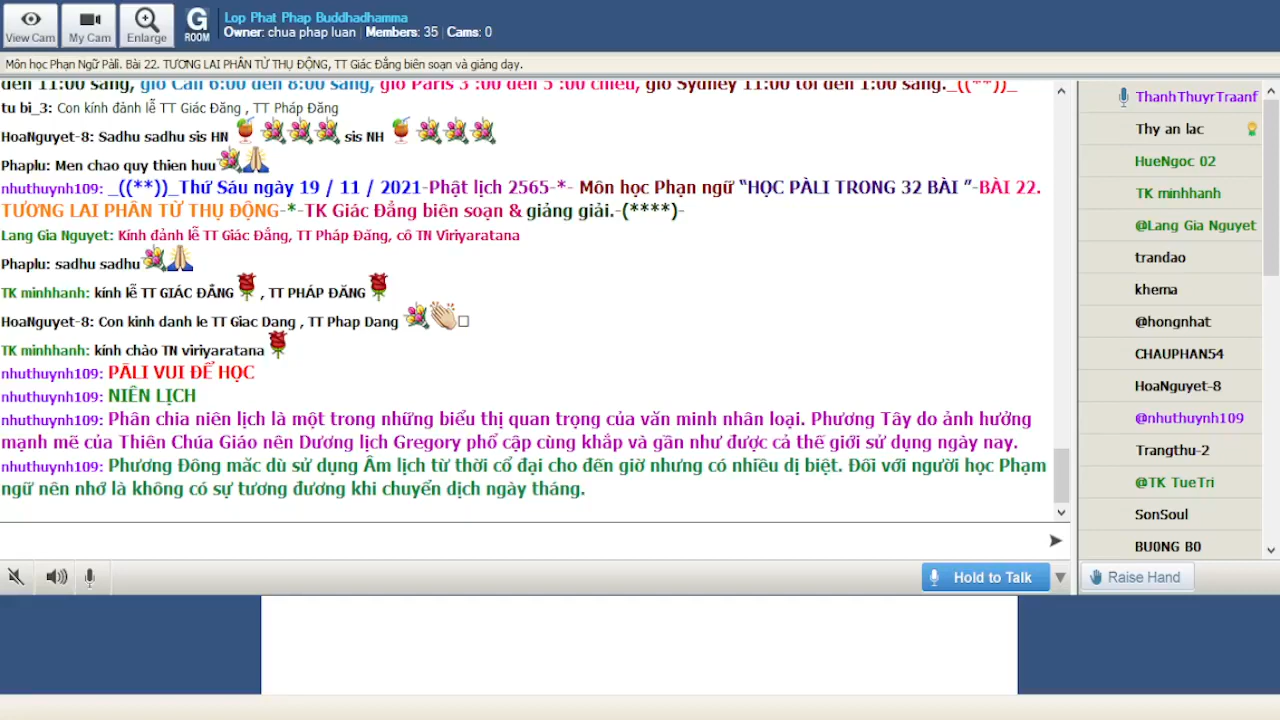 View Cam
My Cam
Enlarge
G ROOM
Lop Phat Phap Buddhadhamma
Owner: chua phap luan | Members: 35 | Cams: 0
Môn học Phạn Ngữ Pàli. Bài 22. TƯƠNG LAI PHÂN TỪ THỤ ĐỘNG, TT Giác Đẳng biên soạn và giảng dạy.
đến 11:00 sáng, giờ Cali 6:00 đến 8:00 sáng, giờ Paris 3 :00 đến 5 :00 chiều, giờ Sydney 11:00 tối đến 1:00 sáng._((**))_
tu bi_3: Con kính đảnh lễ TT Giác Đăng , TT Pháp Đăng
HoaNguyet-8: Sadhu sadhu sis HN sis NH
Phaplu: Men chao quy thien huu
nhuthuynh109: _((**))_Thứ Sáu ngày 19 / 11 / 2021-Phật lịch 2565-*- Môn học Phạn ngữ "HỌC PÀLI TRONG 32 BÀI "-BÀI 22.
TƯƠNG LAI PHÂN TỪ THỤ ĐỘNG-*-TK Giác Đẳng biên soạn & giảng giải.-(****)-
Lang Gia Nguyet: Kính đảnh lễ TT Giác Đẳng, TT Pháp Đăng, cô TN Viriyaratana
Phaplu: sadhu sadhu
TK minhhanh: kính lễ TT GIÁC ĐẲNG , TT PHÁP ĐĂNG
HoaNguyet-8: Con kinh danh le TT Giac Dang , TT Phap Dang
TK minhhanh: kính chào TN viriyaratana
nhuthuynh109: PÀLI VUI ĐỂ HỌC
nhuthuynh109: NIÊN LỊCH
nhuthuynh109: Phân chia niên lịch là một trong những biểu thị quan trọng của văn minh nhân loại. Phương Tây do ảnh hưởng
mạnh mẽ của Thiên Chúa Giáo nên Dương lịch Gregory phổ cập cùng khắp và gần như được cả thế giới sử dụng ngày nay.
nhuthuynh109: Phương Đông mặc dù sử dụng Âm lịch từ thời cổ đại cho đến giờ nhưng có nhiều dị biệt. Đối với người học Phạm
ngữ nên nhớ là không có sự tương đương khi chuyển dịch ngày tháng.
ThanhThuyrTraanf
Thy an lac
HueNgoc 02
TK minhhanh
@Lang Gia Nguyet
trandao
khema
@hongnhat
CHAUPHAN54
HoaNguyet-8
@nhuthuynh109
Trangthu-2
@TK TueTri
SonSoul
BU0NG B0
Hold to Talk
Raise Hand